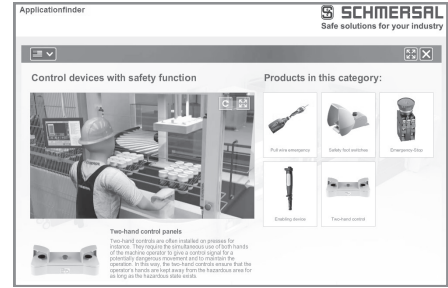 Applicationfinder
SCHMERSAL
Safe solutions for your industry
Control devices with safety function
Products in this category:
Pull-wire emergency
Safety foot switches
Emergency-Stop
Enabling device
Two-hand control
Two-hand control panels
Two-hand controls are often installed on presses for
instance. They require the simultaneous use of both hands
of the machine operator to give a control signal for a
potentially dangerous movement and to maintain the
operation. In this way, the two-hand controls ensure that the
operator's hands are kept away from the hazardous area for
as long as the hazardous state exists.